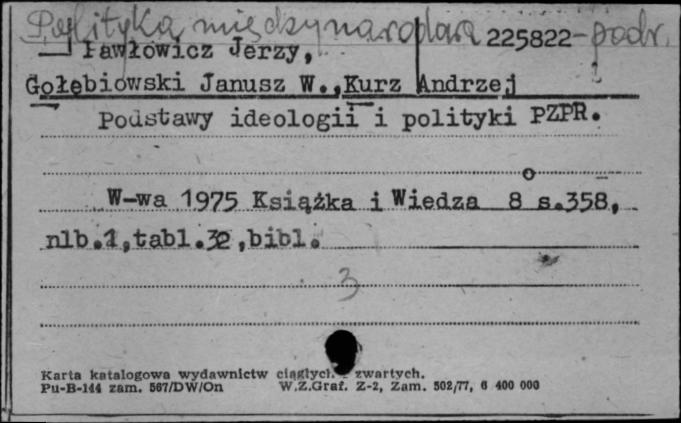 Polityka międzynarodowa 225822-podr.
Pawłowicz Jerzy,
Gołębiowski Janusz W., Kurz Andrzej
Podstawy ideologii i polityki PZPR.
W-wa 1975 Książka i Wiedza 8° s.358,
nlb.1,tabl.32,bibl.
3
Karta katalogowa wydawnictw ciągłych i zwartych.
Pu-B-144 zam. 567/DW/On W.Z.Graf. Z-2, Zam. 502/77, 6 400 000